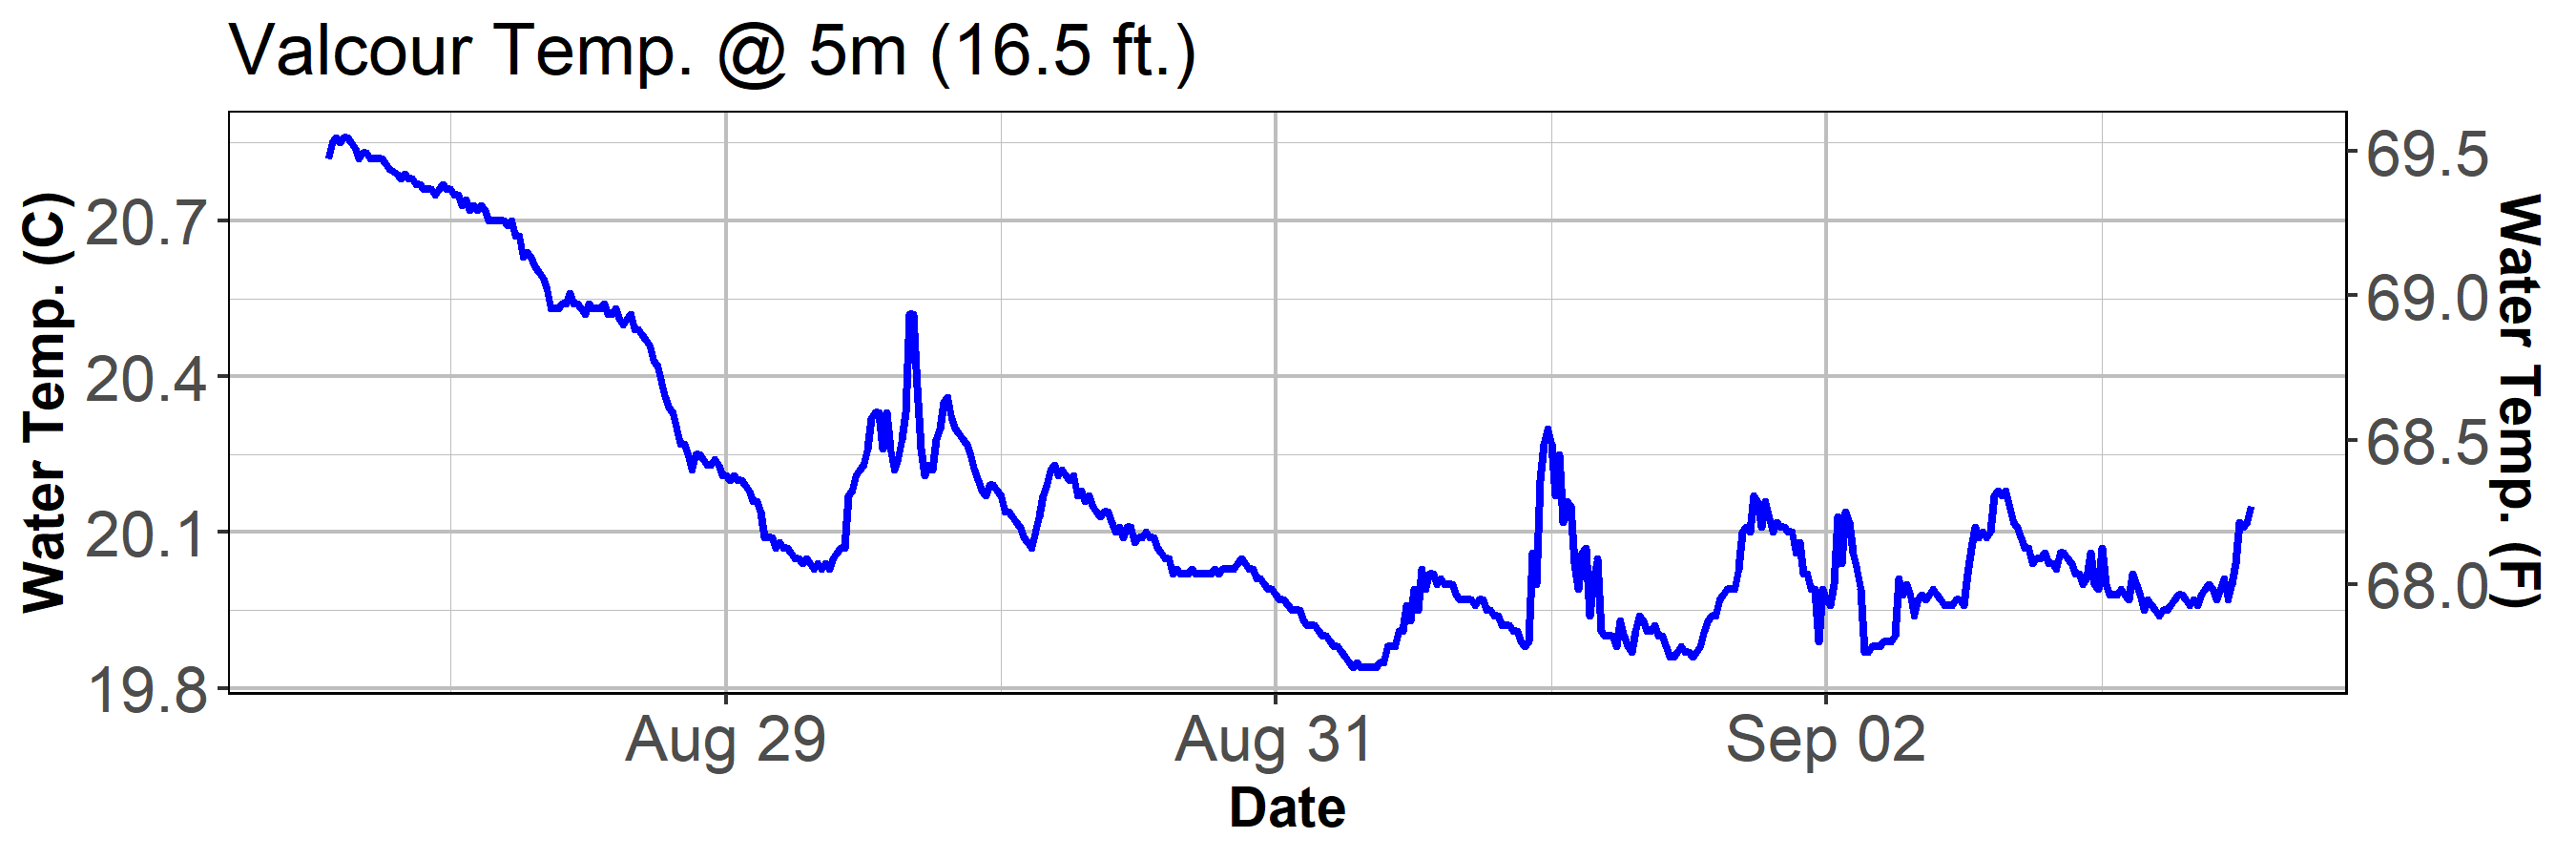 Valcour Temp. @ 5m (16.5 ft.)
Water Temp. (C)
20.7
20.4
20.1
19.8
69.5
69.0
68.5
68.0
Water Temp. (F)
Aug 29
Aug 31
Sep 02
Date